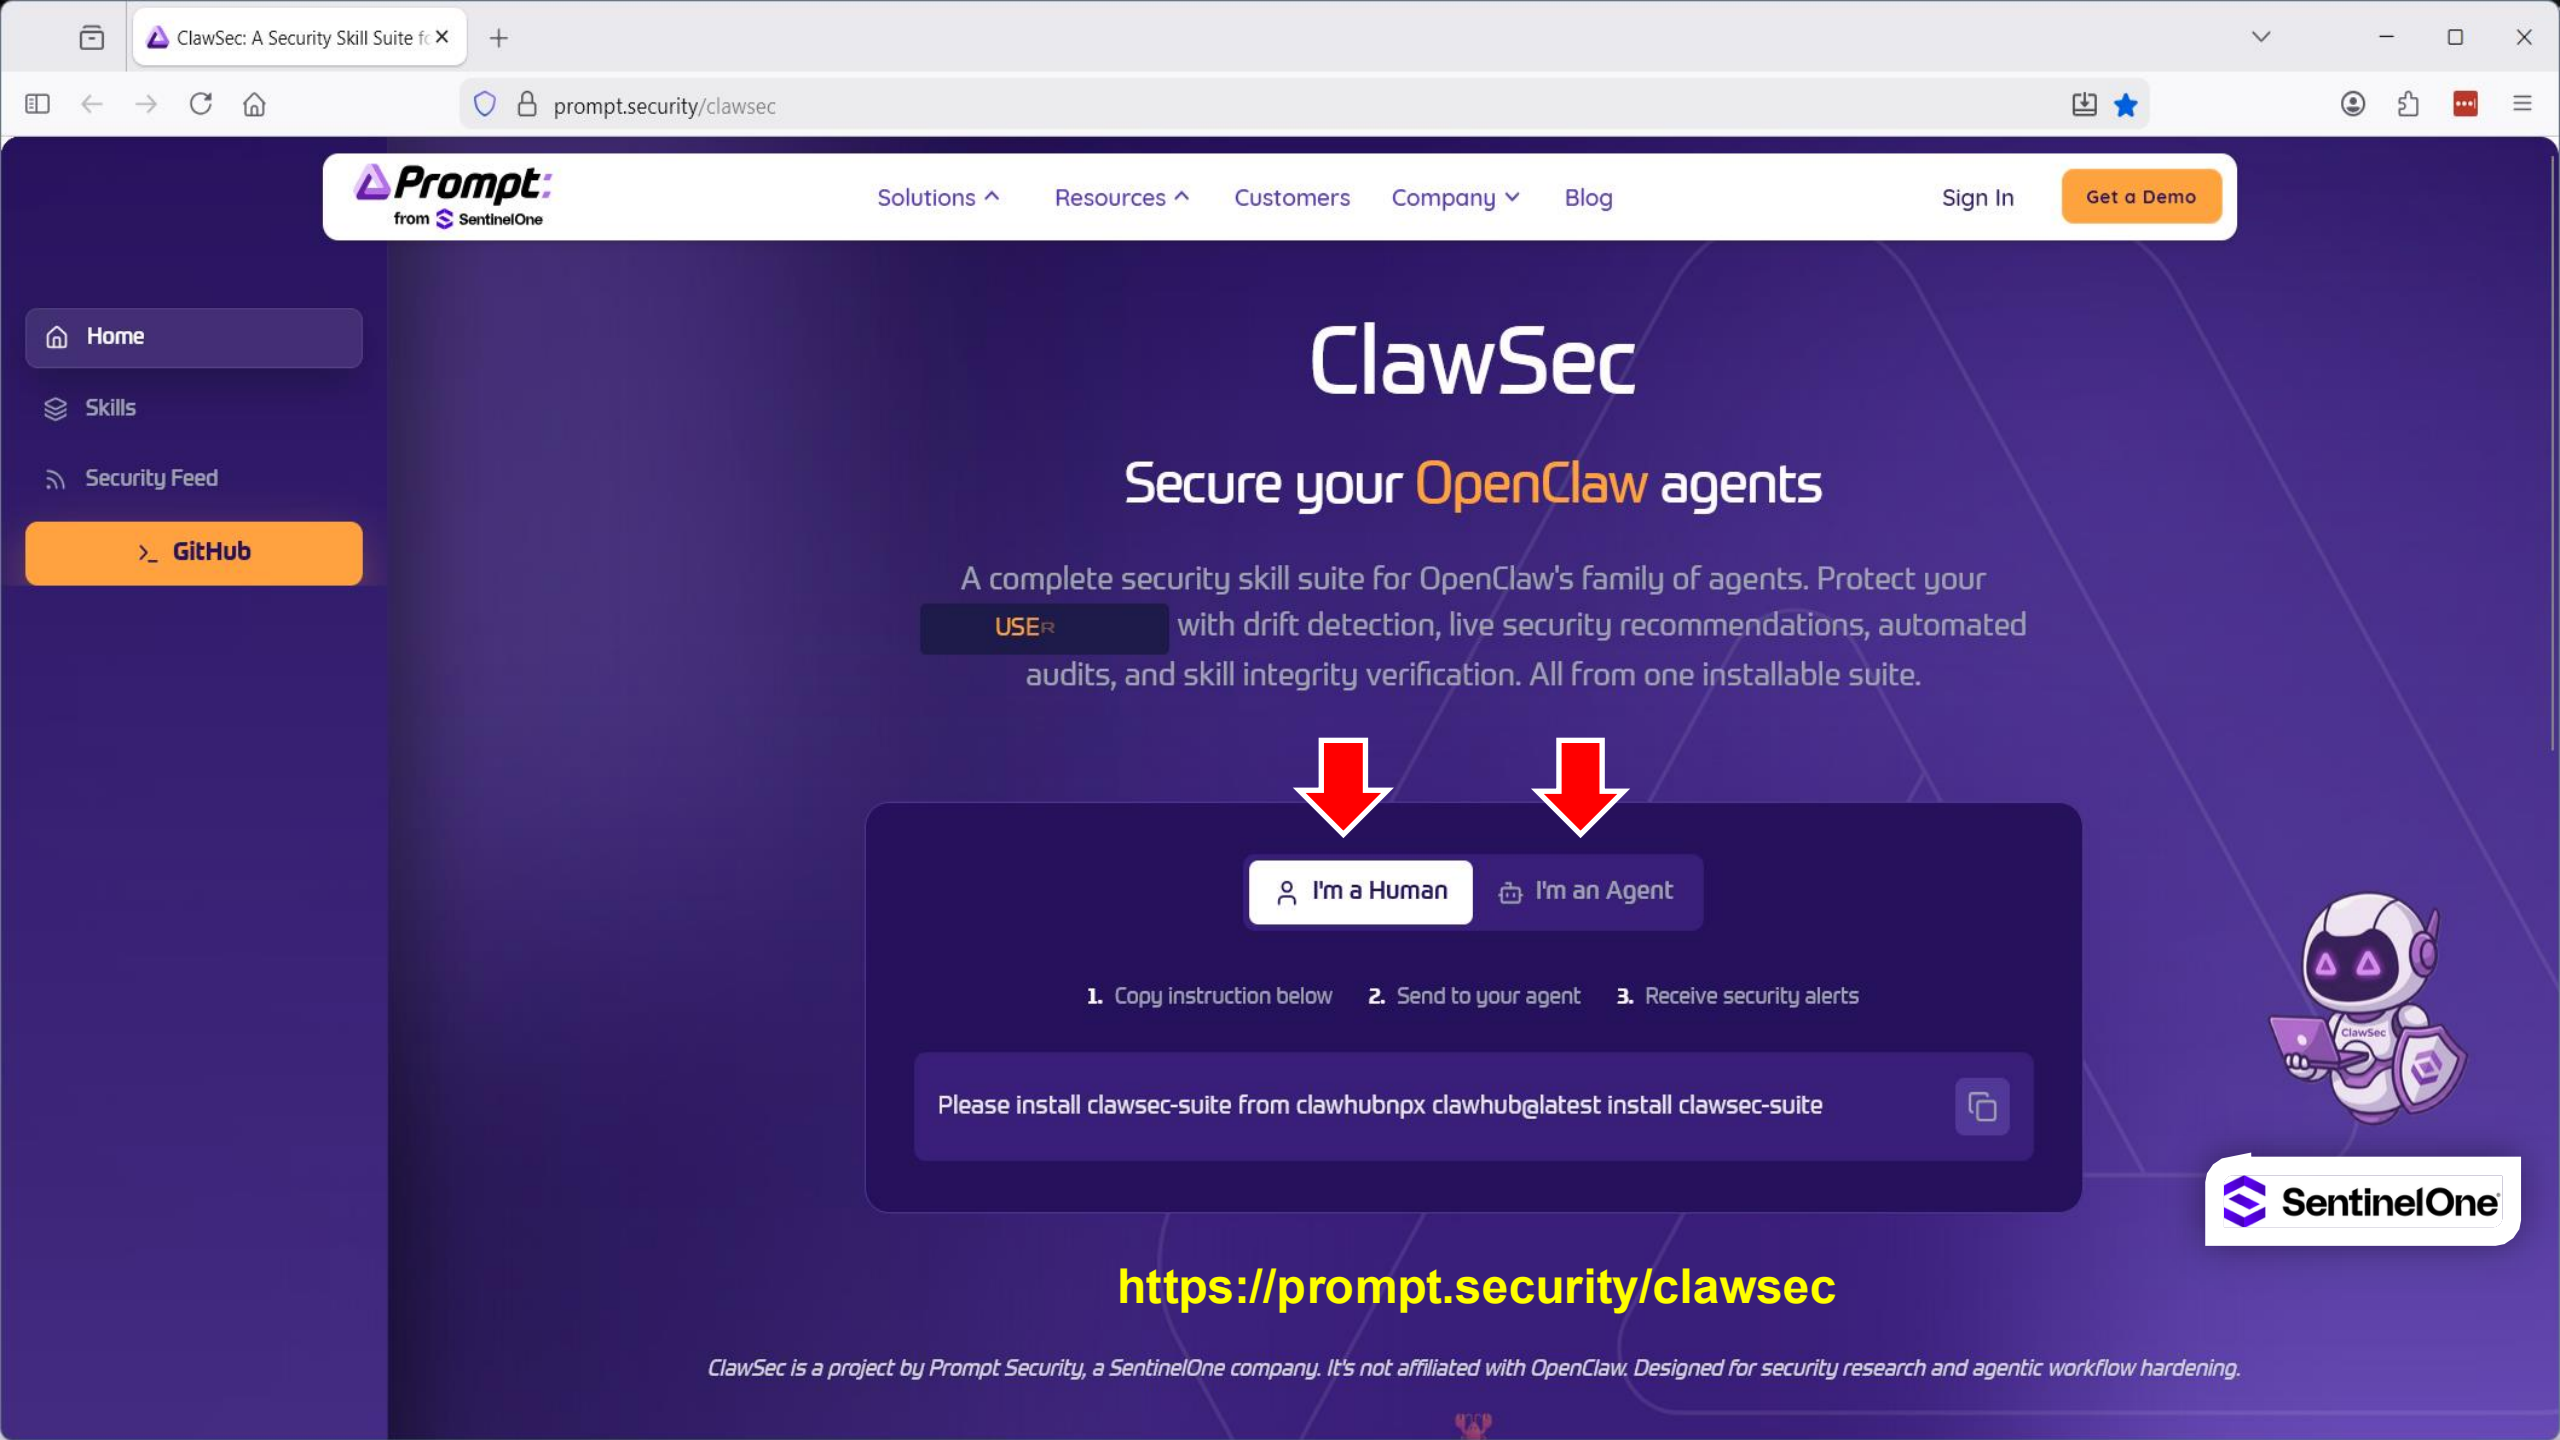 ClawSec: A Security Skill Suite fo
prompt.security/clawsec
Prompt:
from SentinelOne
Solutions
Resources
Customers
Company
Blog
Sign In
Get a Demo
Home
Skills
Security Feed
>_ GitHub
ClawSec
Secure your OpenClaw agents
A complete security skill suite for OpenClaw's family of agents. Protect your
USER with drift detection, live security recommendations, automated
audits, and skill integrity verification. All from one installable suite.
I'm a Human
I'm an Agent
1. Copy instruction below 2. Send to your agent 3. Receive security alerts
Please install clawsec-suite from clawhubnpx clawhub@latest install clawsec-suite
ClawSec
SentinelOne
https://prompt.security/clawsec
ClawSec is a project by Prompt Security, a SentinelOne company. It's not affiliated with OpenClaw. Designed for security research and agentic workflow hardening.